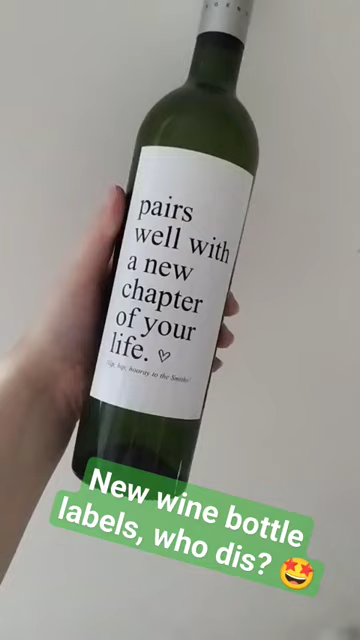 pairs
well with
a new
chapter
of your
life. ♡
hip, hooray to the Smiths
New wine bottle
labels, who dis? 🤩